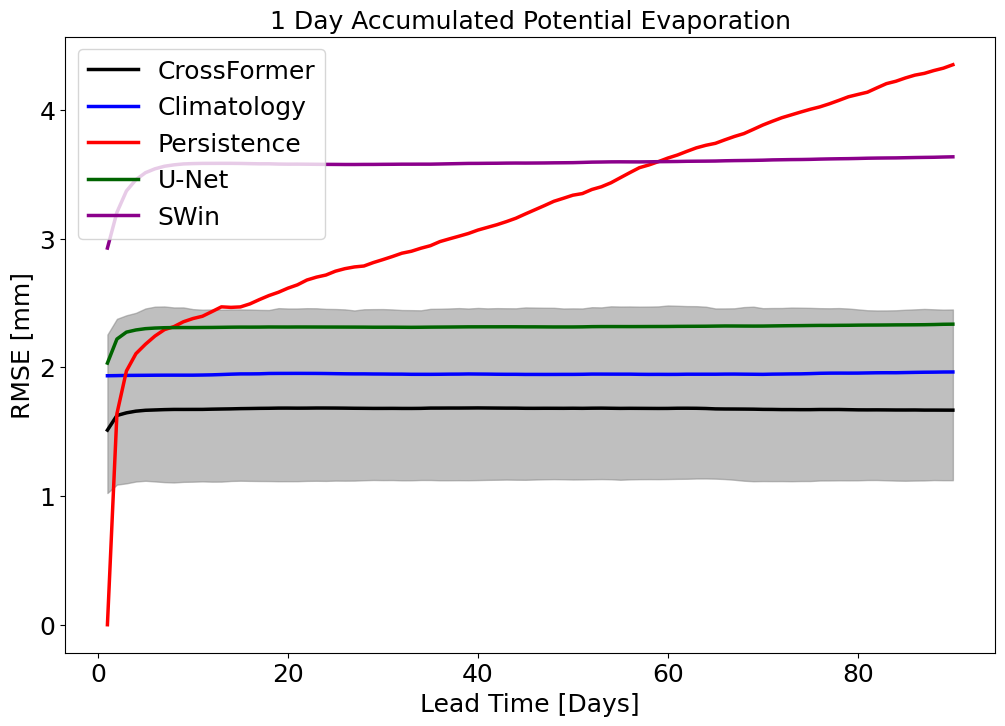 1 Day Accumulated Potential Evaporation
CrossFormer
Climatology
Persistence
U-Net
SWin
RMSE [mm]
4
3
2
1
0
0 20 40 60 80
Lead Time [Days]